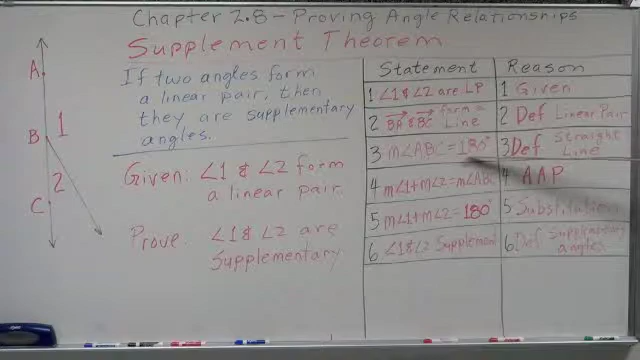 Chapter 2.8 - Proving Angle Relationships
Supplement Theorem
If two angles form
a linear pair, then
they are supplementary
angles.
Given: ∠1 & ∠2 form
a linear pair.
Prove: ∠1 & ∠2 are
Supplementary
A
B
C
1
2
Statement Reason
1 ∠1 & ∠2 are LP 1 Given
2 BA & BC form a Line 2 Def Linear Pair
3 m∠ABC = 180° 3 Def Straight Line
4 m∠1+m∠2=m∠ABC 4 AAP
5 m∠1+m∠2=180° 5 Substitution
6 ∠1 & ∠2 Supplement 6 Def Supplementary angles